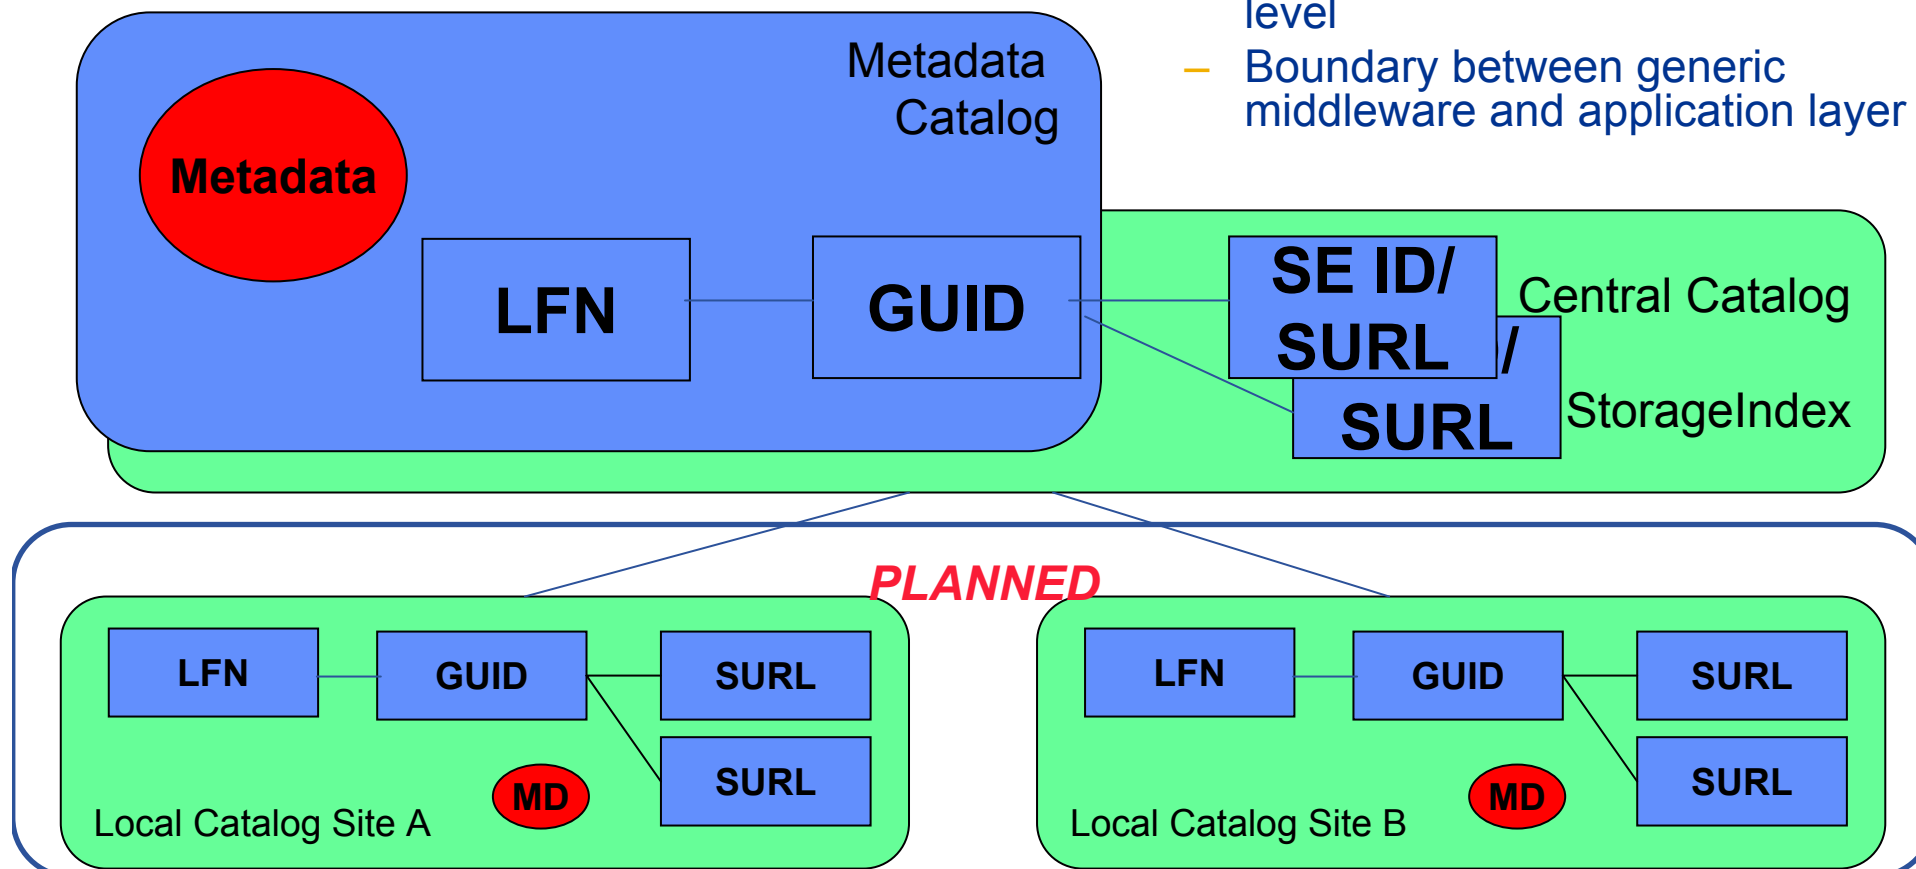 level
– Boundary between generic
middleware and application layer
Metadata
Catalog
Metadata
LFN
GUID
SE ID/
SURL
/
SURL
Central Catalog
StorageIndex
PLANNED
LFN
GUID
SURL
SURL
MD
Local Catalog Site A
LFN
GUID
SURL
SURL
MD
Local Catalog Site B